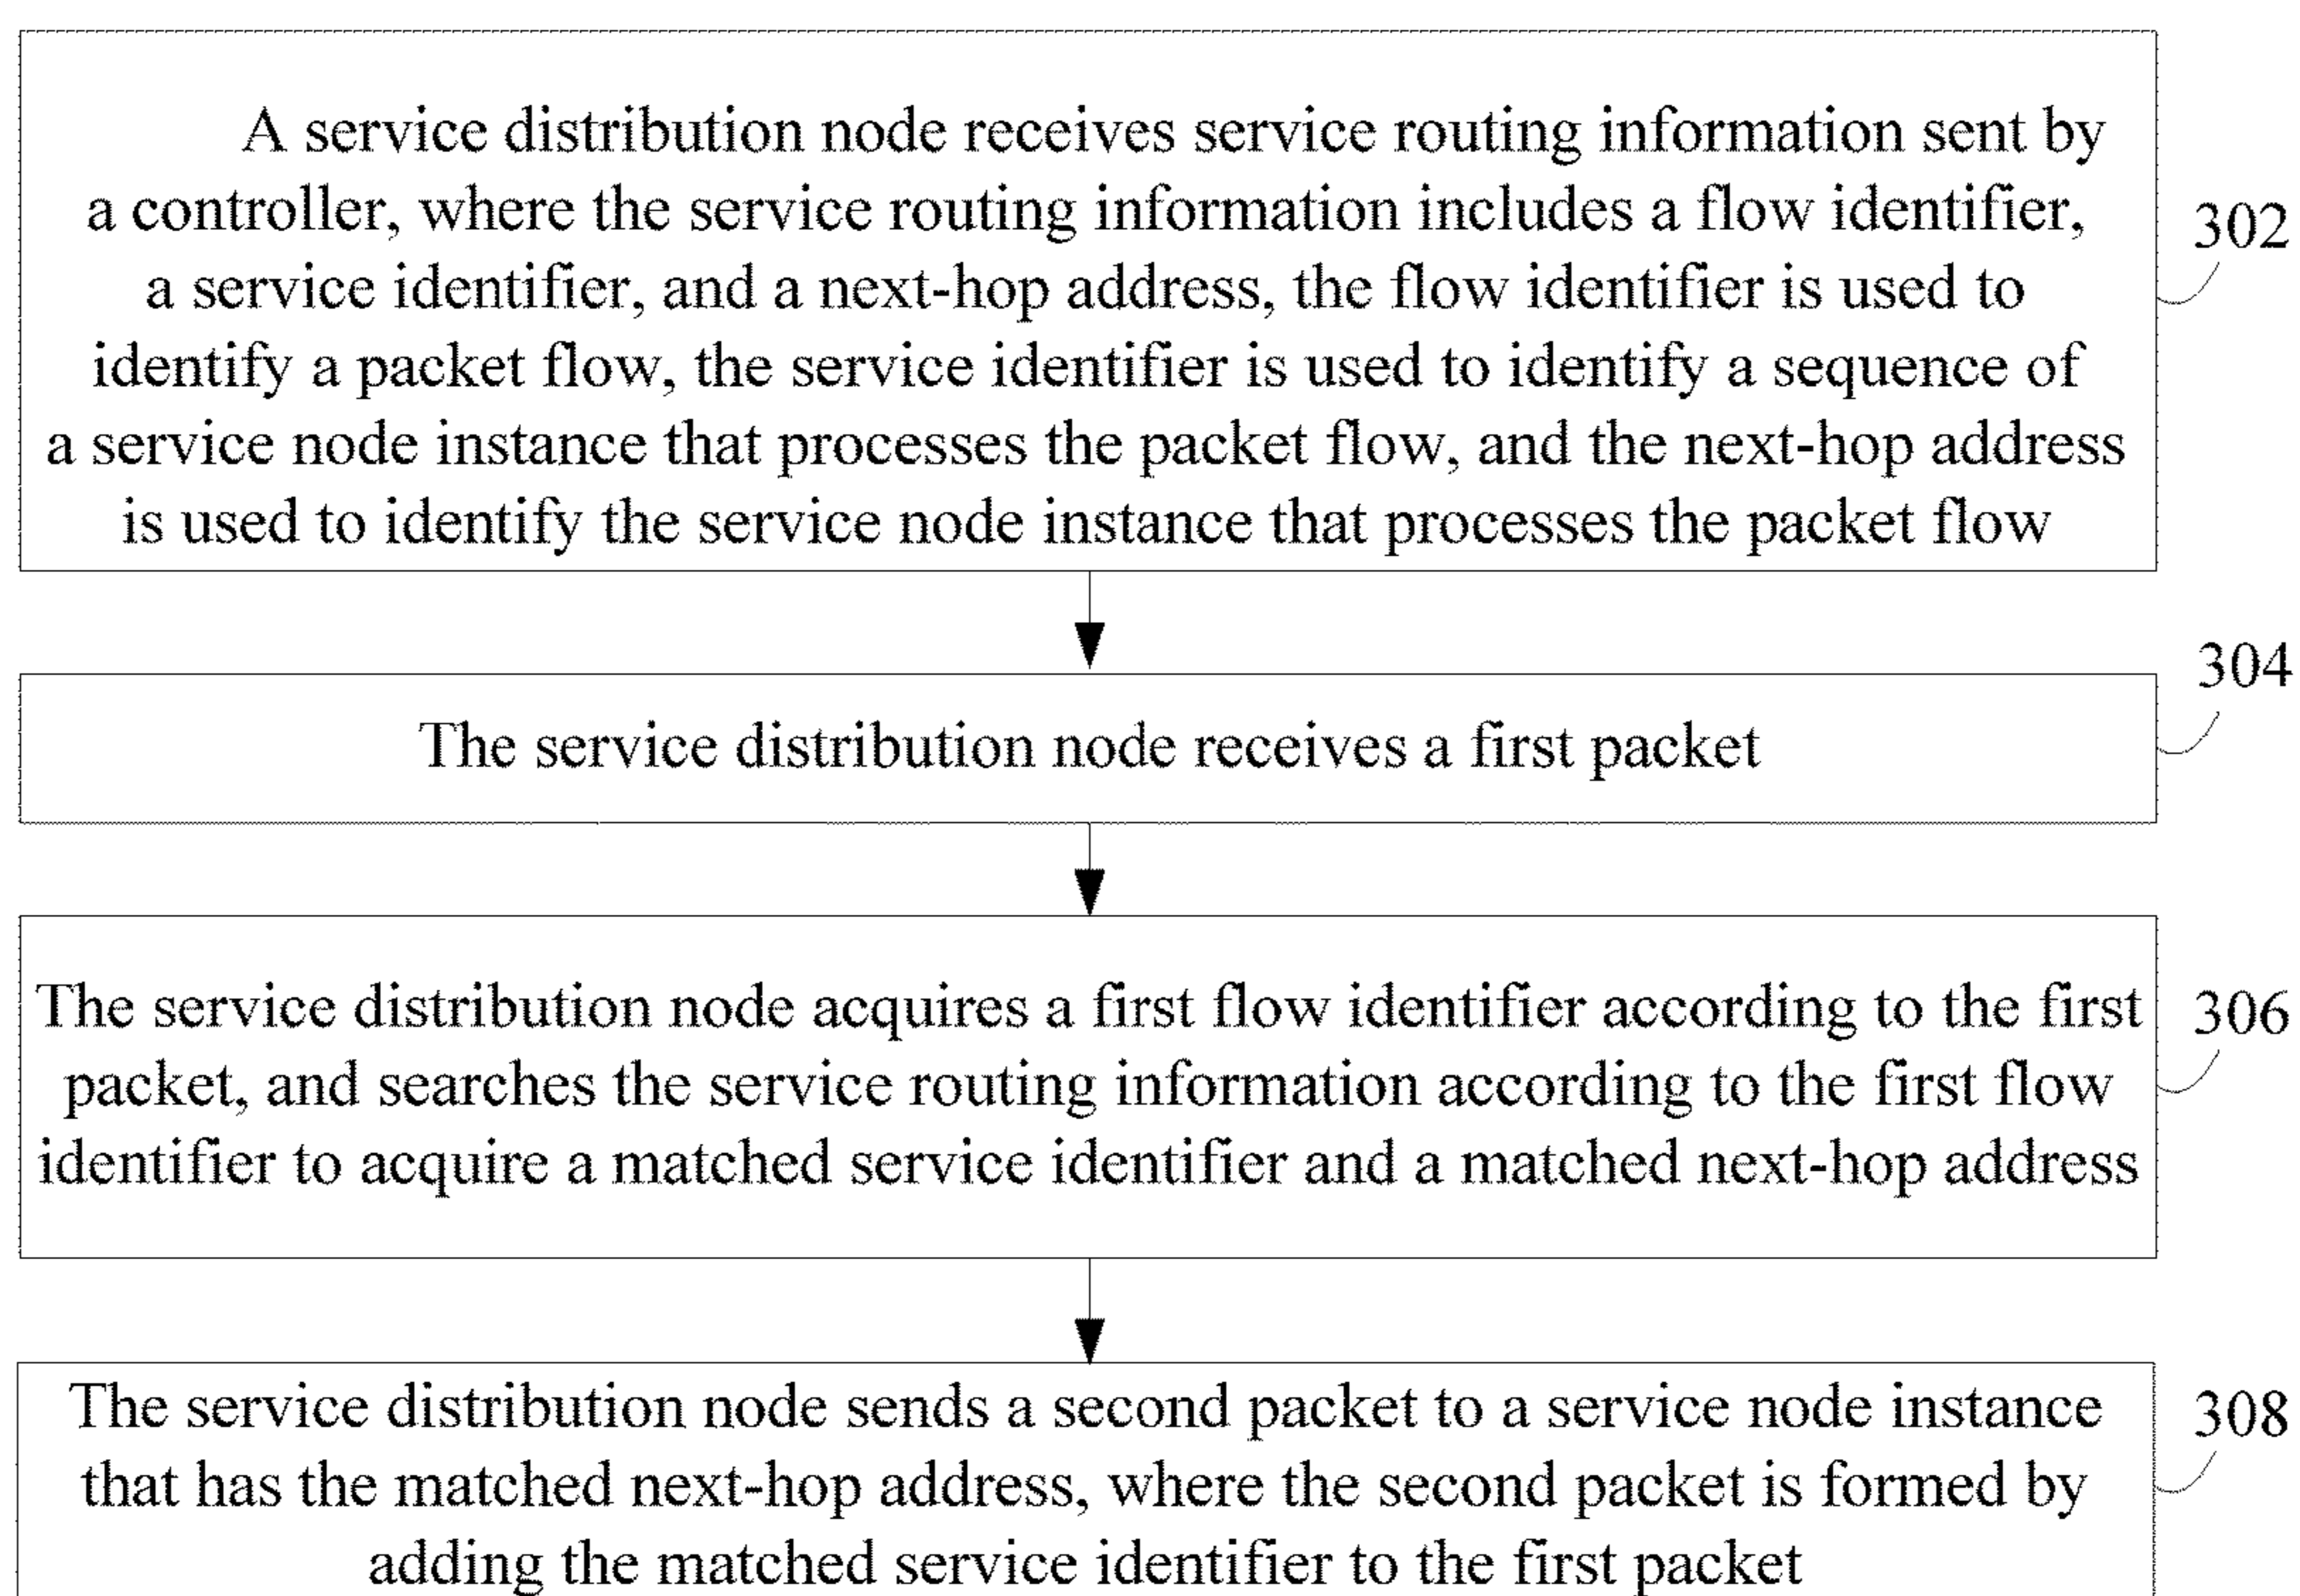 A service distribution node receives service routing information sent by
a controller, where the service routing information includes a flow identifier,
a service identifier, and a next-hop address, the flow identifier is used to
identify a packet flow, the service identifier is used to identify a sequence of
a service node instance that processes the packet flow, and the next-hop address
is used to identify the service node instance that processes the packet flow
302
The service distribution node receives a first packet
304
The service distribution node acquires a first flow identifier according to the first
packet, and searches the service routing information according to the first flow
identifier to acquire a matched service identifier and a matched next-hop address
306
The service distribution node sends a second packet to a service node instance
that has the matched next-hop address, where the second packet is formed by
adding the matched service identifier to the first packet
308